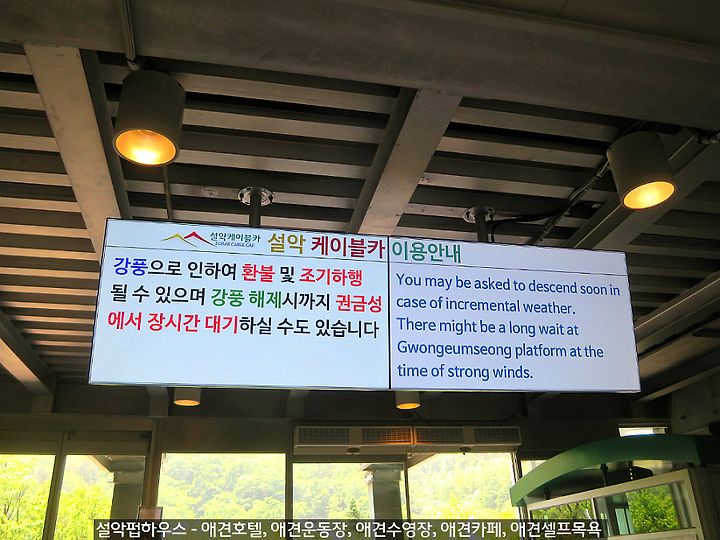 설악케이블카
SORAK CABLE CAR
설악 케이블카 이용안내
강풍으로 인하여 환불 및 조기하행
될 수 있으며 강풍 해제시까지 권금성
에서 장시간 대기하실 수도 있습니다
You may be asked to descend soon in
case of incremental weather.
There might be a long wait at
Gwongeumseong platform at the
time of strong winds.
설악펍하우스 - 애견호텔, 애견운동장, 애견수영장, 애견카페, 애견셀프목욕